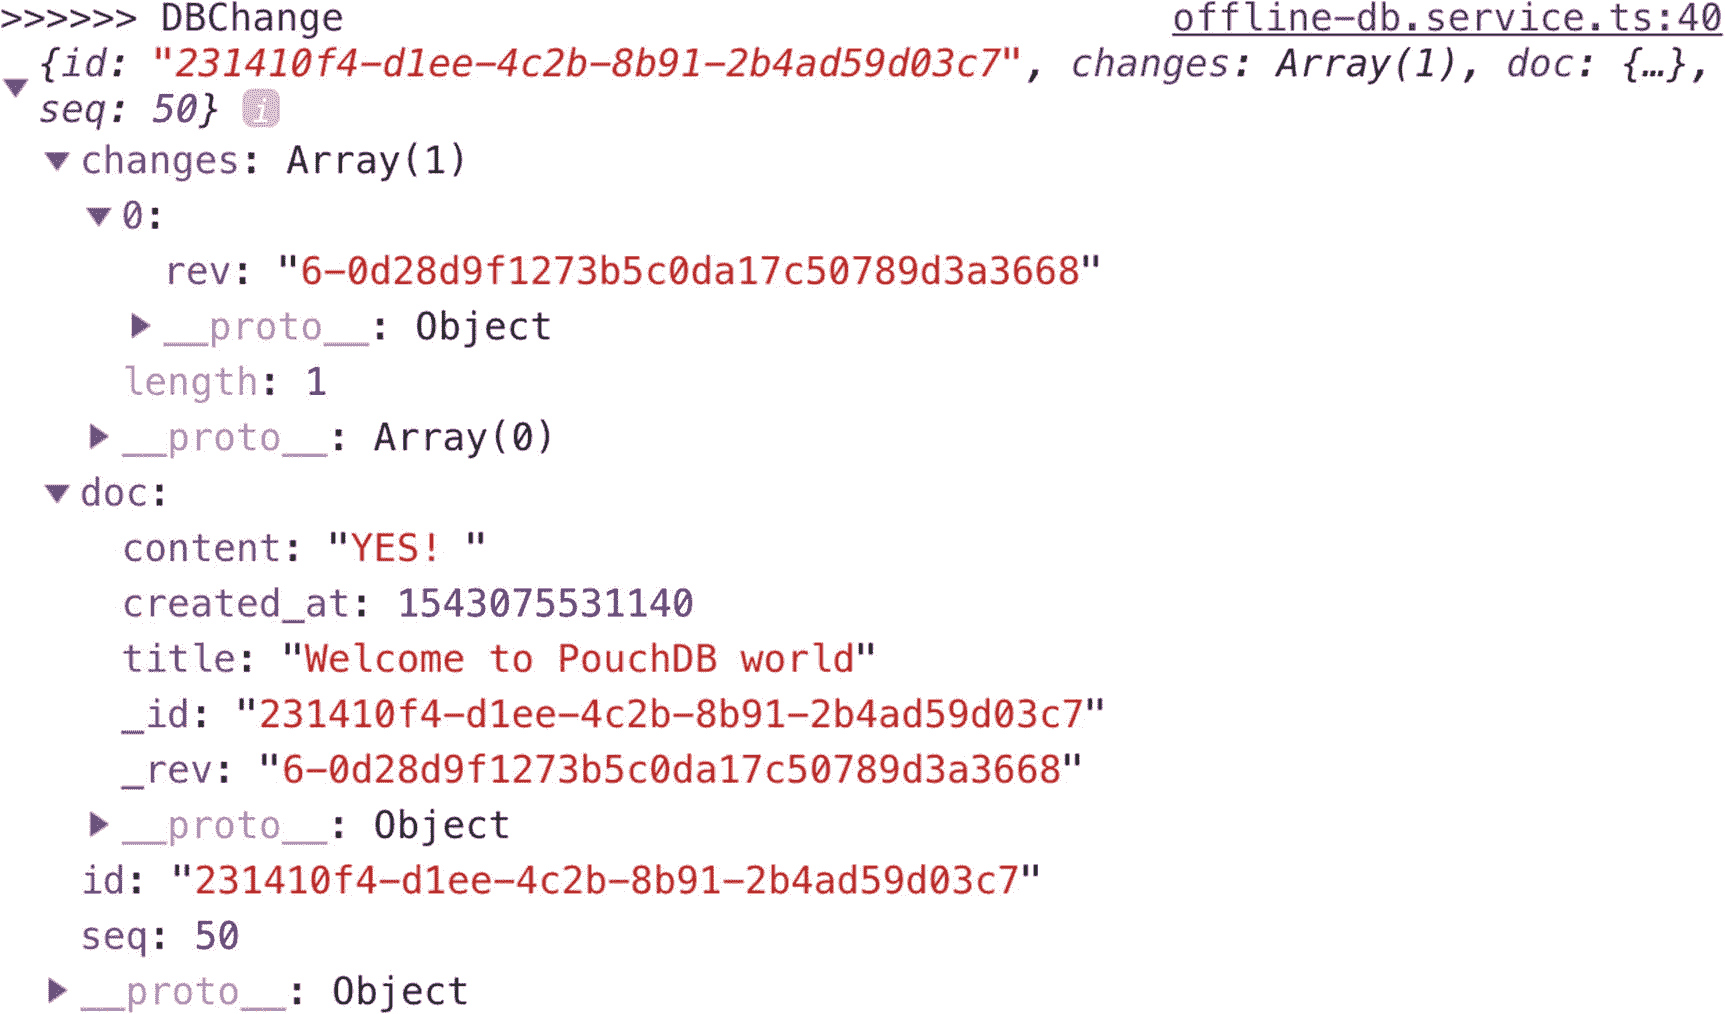 >>>>>> DBChange offline-db.service.ts:40
▼ {id: "231410f4-d1ee-4c2b-8b91-2b4ad59d03c7", changes: Array(1), doc: {…},
seq: 50} i
▼ changes: Array(1)
▼ 0:
rev: "6-0d28d9f1273b5c0da17c50789d3a3668"
▶ __proto__: Object
length: 1
▶ __proto__: Array(0)
▼ doc:
content: "YES! "
created_at: 1543075531140
title: "Welcome to PouchDB world"
_id: "231410f4-d1ee-4c2b-8b91-2b4ad59d03c7"
_rev: "6-0d28d9f1273b5c0da17c50789d3a3668"
▶ __proto__: Object
id: "231410f4-d1ee-4c2b-8b91-2b4ad59d03c7"
seq: 50
▶ __proto__: Object